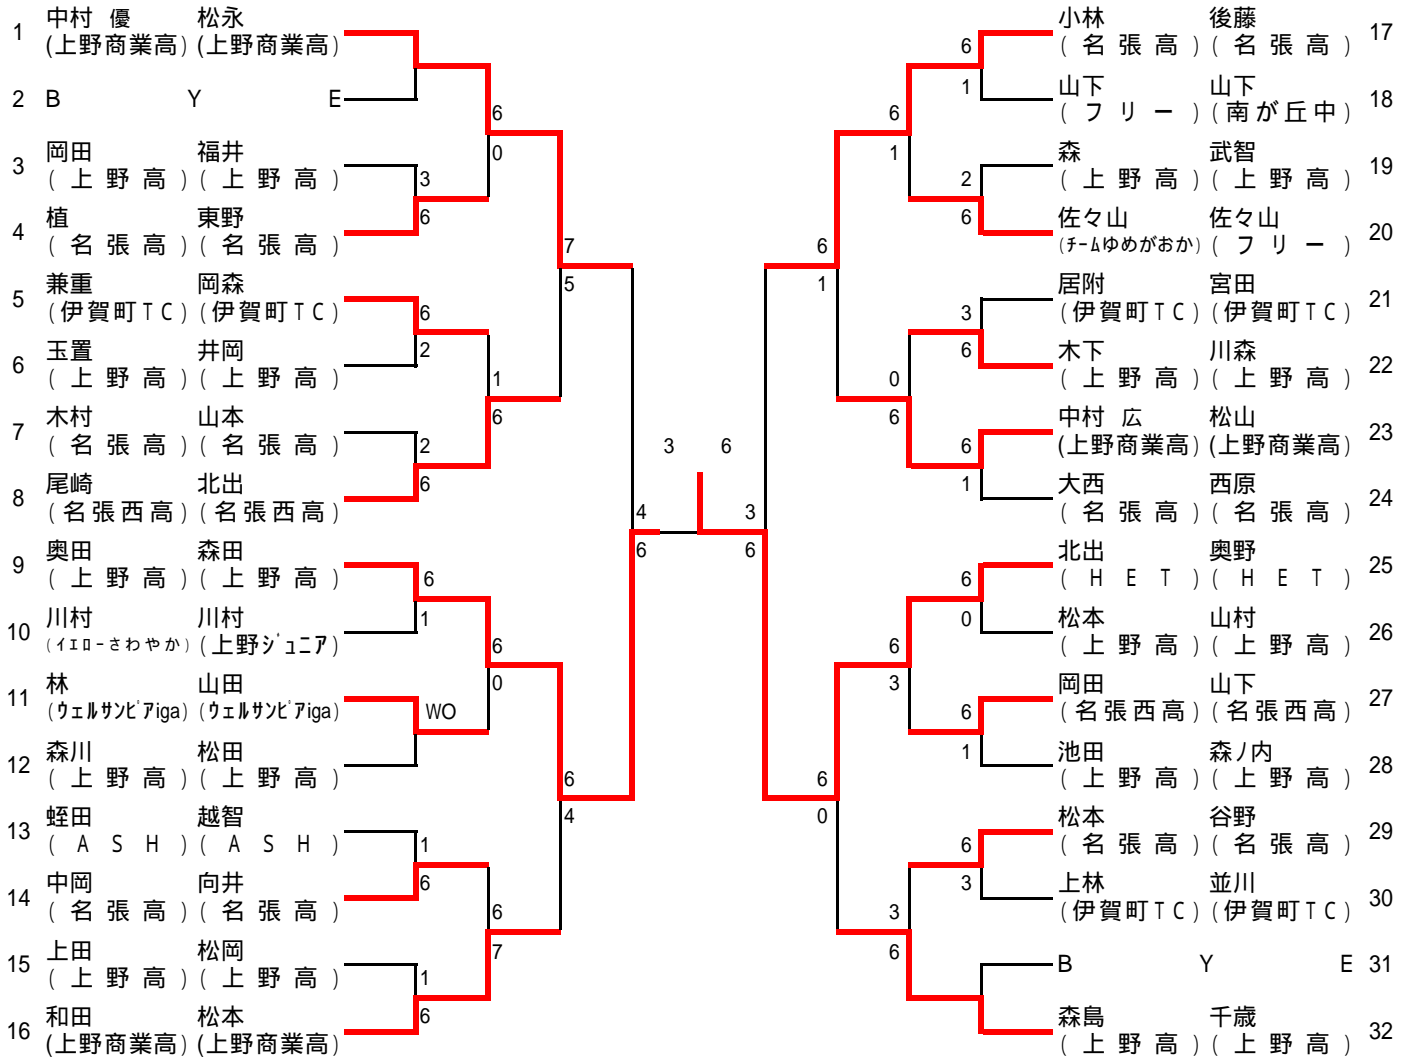 1 中村 優 松永
(上野商業高) (上野商業高)
2 B Y E
6
0
3 岡田 福井
(上野高) (上野高)
3
4 植 東野
(名張高) (名張高)
6
7
5
5 兼重 岡森
(伊賀町TC) (伊賀町TC)
6
6 玉置 井岡
(上野高) (上野高)
2
1
6
7 木村 山本
(名張高) (名張高)
2
8 尾崎 北出
(名張西高) (名張西高)
6
4
6
9 奥田 森田
(上野高) (上野高)
6
10 川村 川村
(イエローさわやか) (上野ジュニア)
1
6
0
11 林 山田
(ウェルサンピアiga) (ウェルサンピアiga)
WO
12 森川 松田
(上野高) (上野高)
6
4
13 蛭田 越智
(ASH) (ASH)
1
14 中岡 向井
(名張高) (名張高)
6
6
7
15 上田 松岡
(上野高) (上野高)
1
16 和田 松本
(上野商業高) (上野商業高)
6
3 6
小林 後藤 17
(名張高) (名張高)
6
山下 山下 18
(フリー) (南が丘中)
1
6
1
森 武智 19
(上野高) (上野高)
2
佐々山 佐々山 20
(チームゆめがおか) (フリー)
6
6
1
居附 宮田 21
(伊賀町TC) (伊賀町TC)
3
木下 川森 22
(上野高) (上野高)
6
0
6
中村 広 松山 23
(上野商業高) (上野商業高)
6
大西 西原 24
(名張高) (名張高)
1
3
6
北出 奥野 25
(HET) (HET)
6
松本 山村 26
(上野高) (上野高)
0
6
3
岡田 山下 27
(名張西高) (名張西高)
6
池田 森ノ内 28
(上野高) (上野高)
1
6
0
松本 谷野 29
(名張高) (名張高)
6
上林 並川 30
(伊賀町TC) (伊賀町TC)
3
3
6
B Y E 31
森島 千歳 32
(上野高) (上野高)